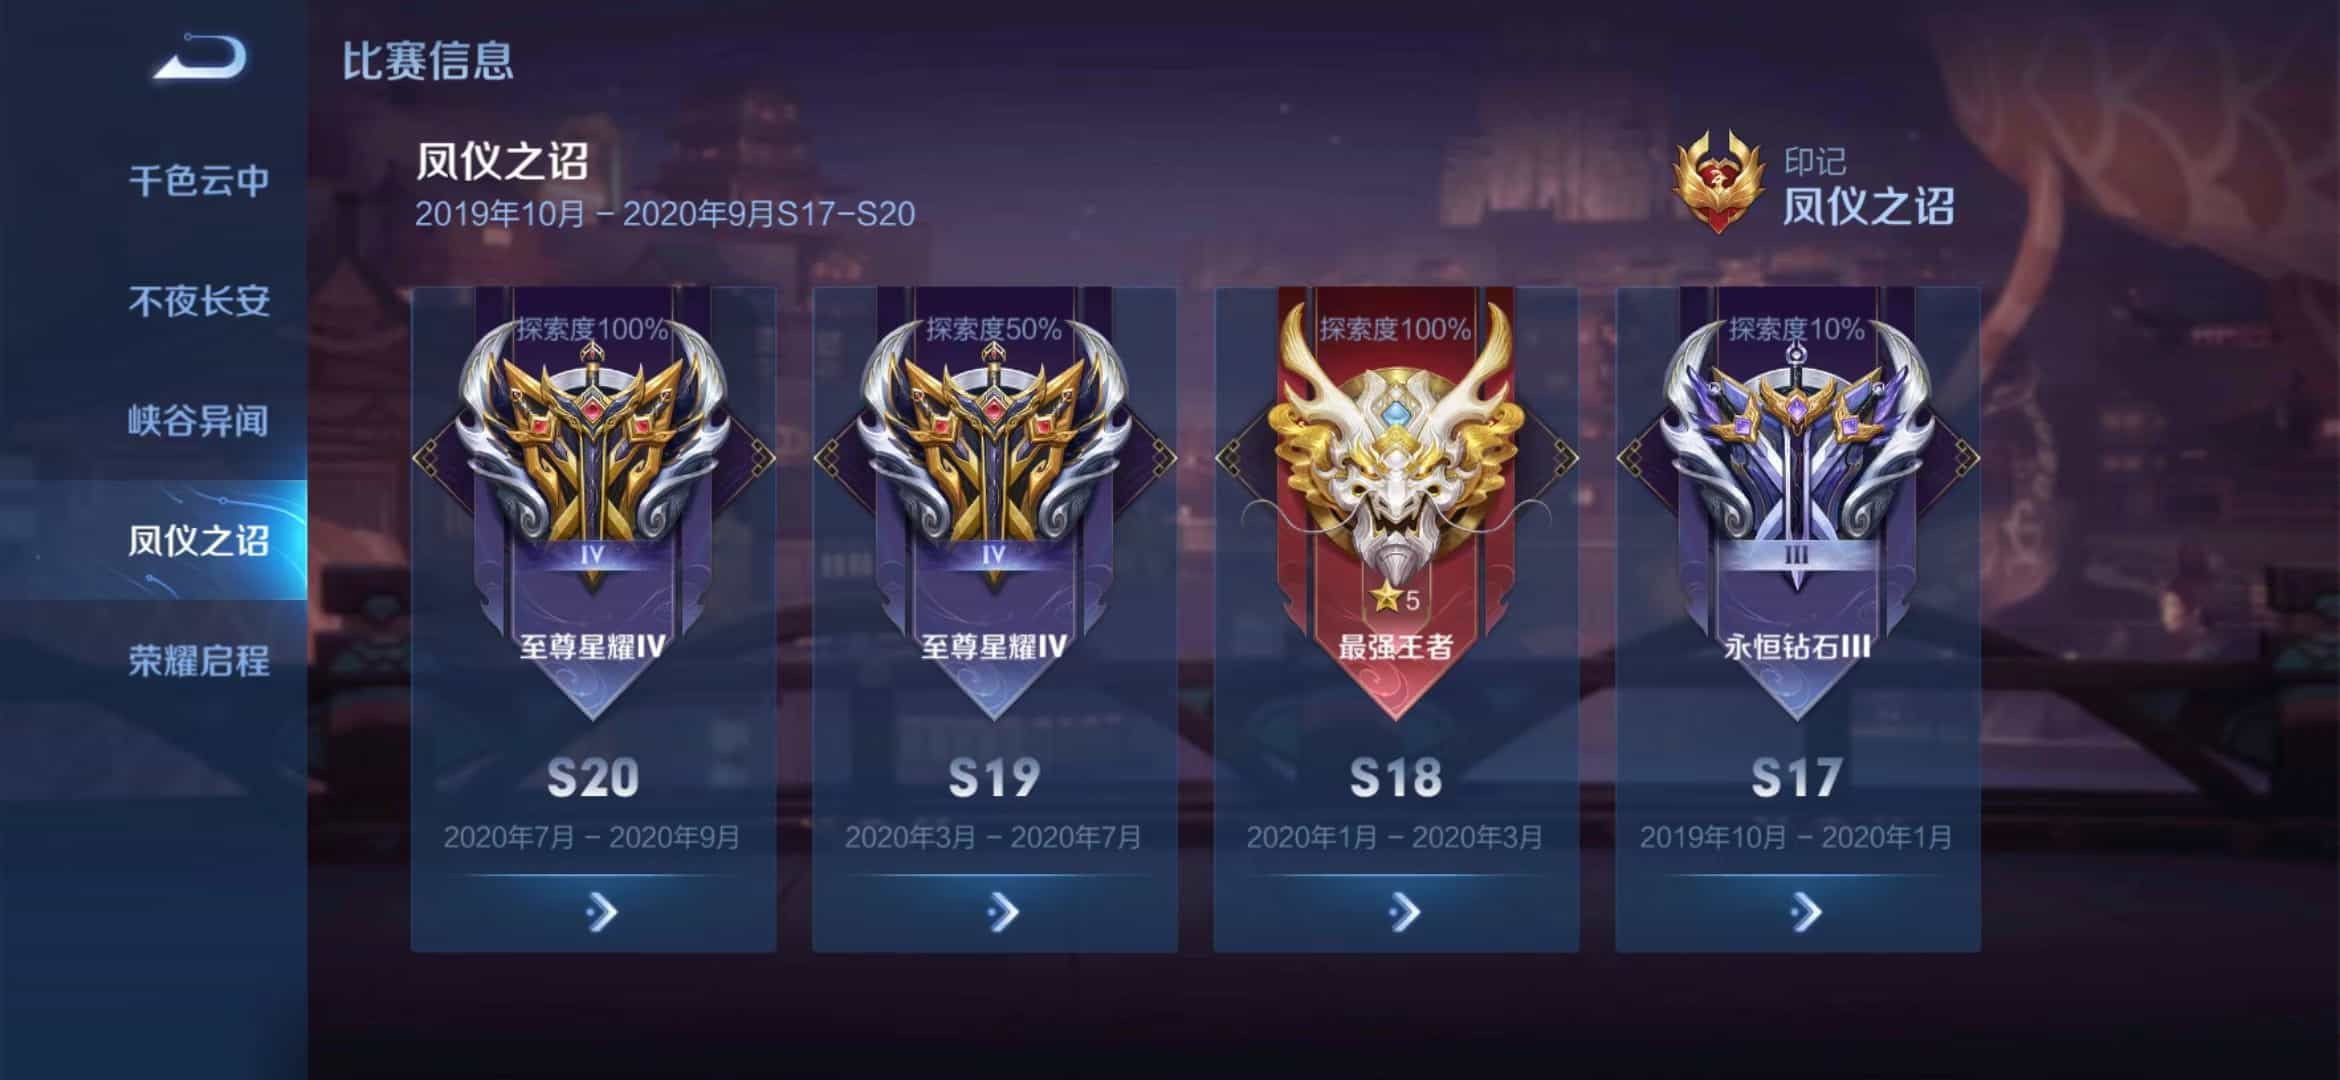 比赛信息
千色云中
不夜长安
峡谷异闻
凤仪之诏
荣耀启程
凤仪之诏
2019年10月 - 2020年9月S17-S20
印记
凤仪之诏
探索度100%
IV
至尊星耀IV
S20
2020年7月 - 2020年9月
探索度50%
IV
至尊星耀IV
S19
2020年3月 - 2020年7月
探索度100%
5
最强王者
S18
2020年1月 - 2020年3月
探索度10%
III
永恒钻石III
S17
2019年10月 - 2020年1月